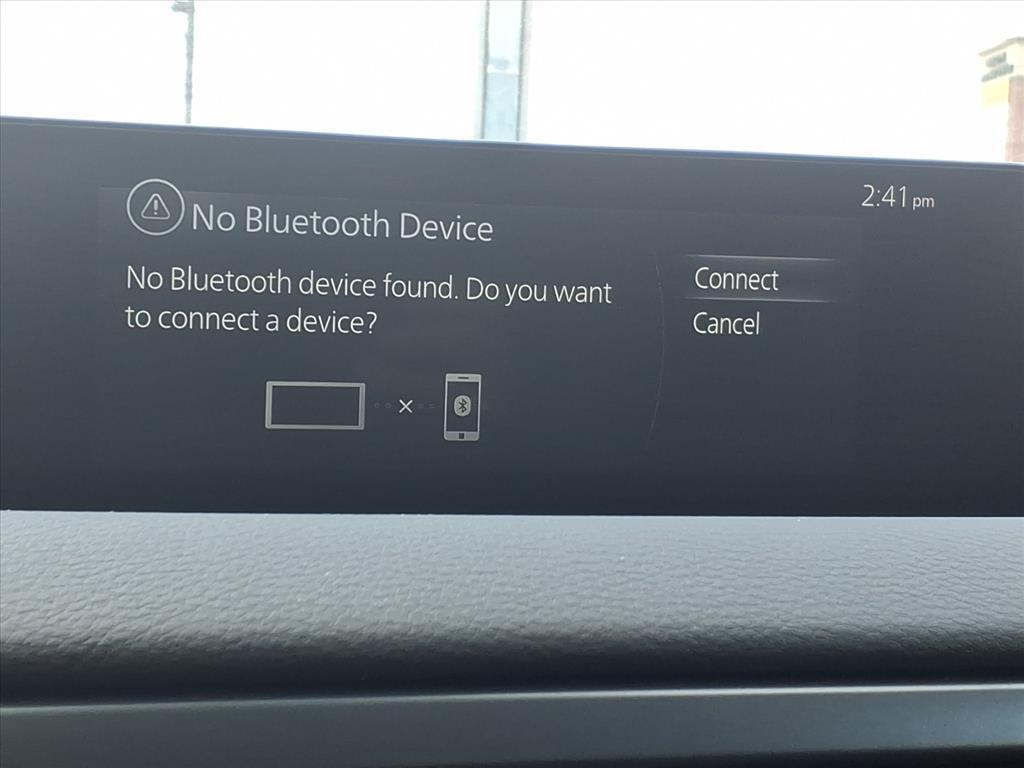 No Bluetooth Device
2:41 pm
No Bluetooth device found. Do you want
to connect a device?
Connect
Cancel